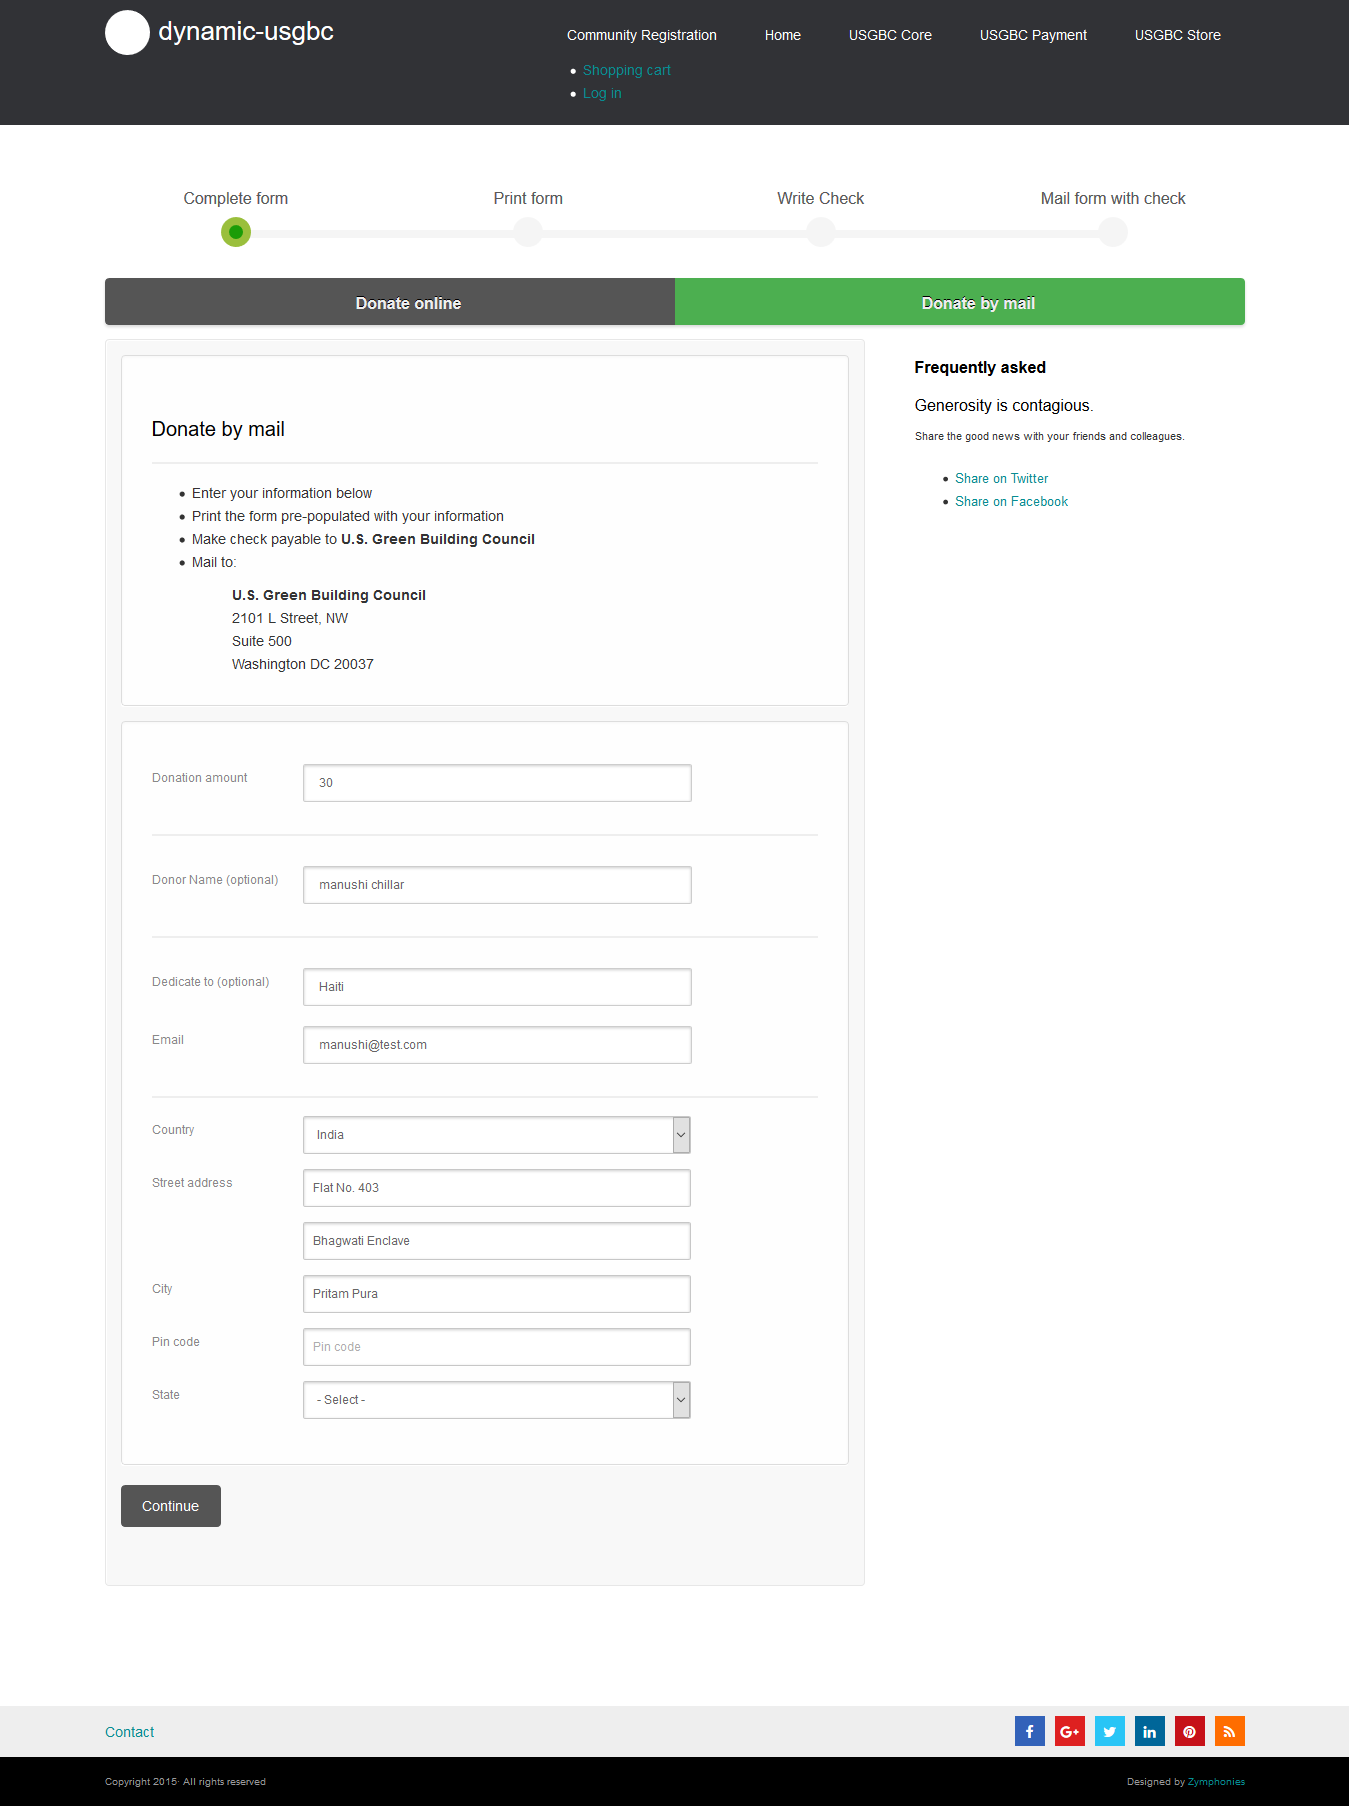 dynamic-usgbc
Community Registration
Home
USGBC Core
USGBC Payment
USGBC Store
Shopping cart
Log in
Complete form
Print form
Write Check
Mail form with check
Donate online
Donate by mail
Donate by mail
Enter your information below
Print the form pre-populated with your information
Make check payable to U.S. Green Building Council
Mail to:
U.S. Green Building Council
2101 L Street, NW
Suite 500
Washington DC 20037
Donation amount
30
Donor Name (optional)
manushi chillar
Dedicate to (optional)
Haiti
Email
manushi@test.com
Country
India
Street address
Flat No. 403
Bhagwati Enclave
City
Pritam Pura
Pin code
Pin code
State
- Select -
Continue
Frequently asked
Generosity is contagious.
Share the good news with your friends and colleagues.
Share on Twitter
Share on Facebook
Contact
Copyright 2015· All rights reserved
Designed by Zymphonies